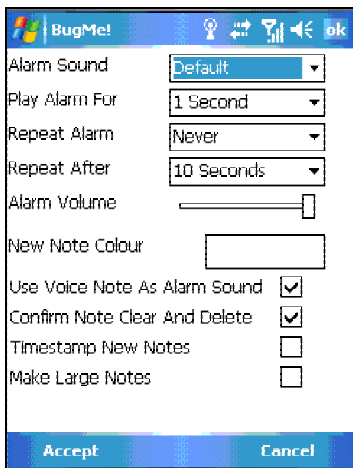 BugMe! ok
Alarm Sound Default
Play Alarm For 1 Second
Repeat Alarm Never
Repeat After 10 Seconds
Alarm Volume
New Note Colour
Use Voice Note As Alarm Sound
Confirm Note Clear And Delete
Timestamp New Notes
Make Large Notes
Accept Cancel